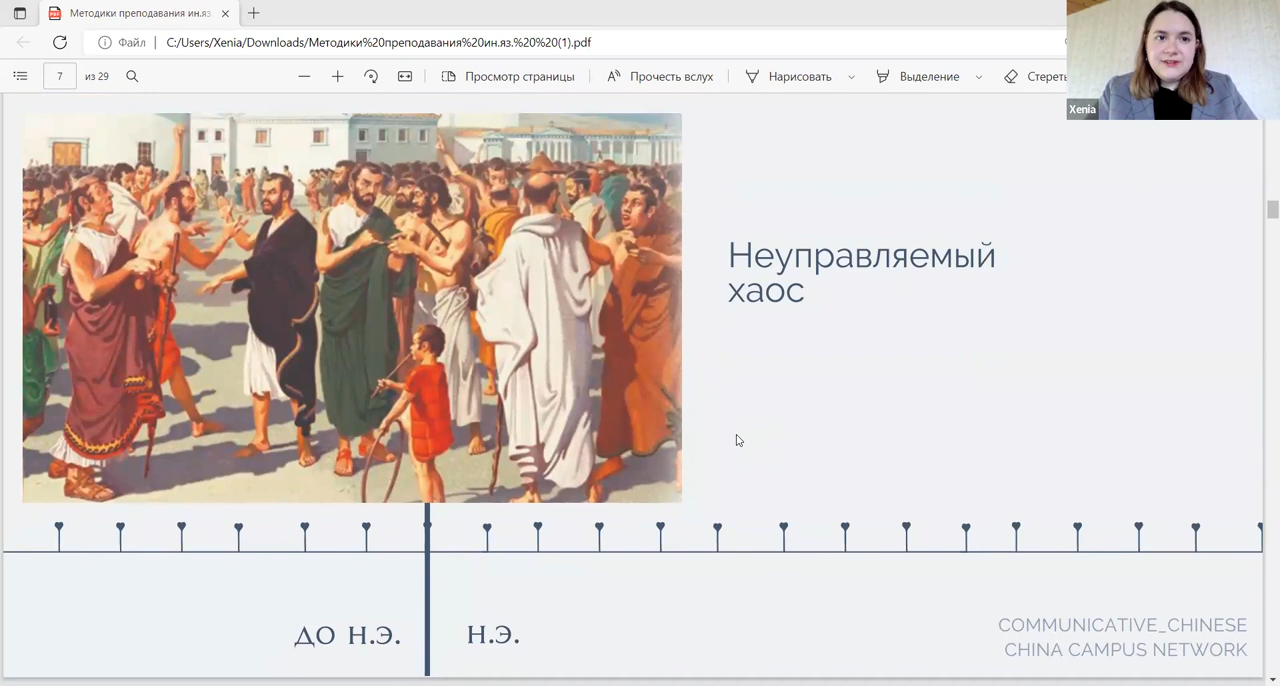 Методики преподавания ин.яз.
Файл
C:/Users/Xenia/Downloads/Методики%20преподавания%20ин.яз.%20%20(1).pdf
7 из 29
Просмотр страницы
Прочесть вслух
Нарисовать
Выделение
Стереть
Xenia
Неуправляемый
хаос
ДО Н.Э.
Н.Э.
COMMUNICATIVE_CHINESE
CHINA CAMPUS NETWORK